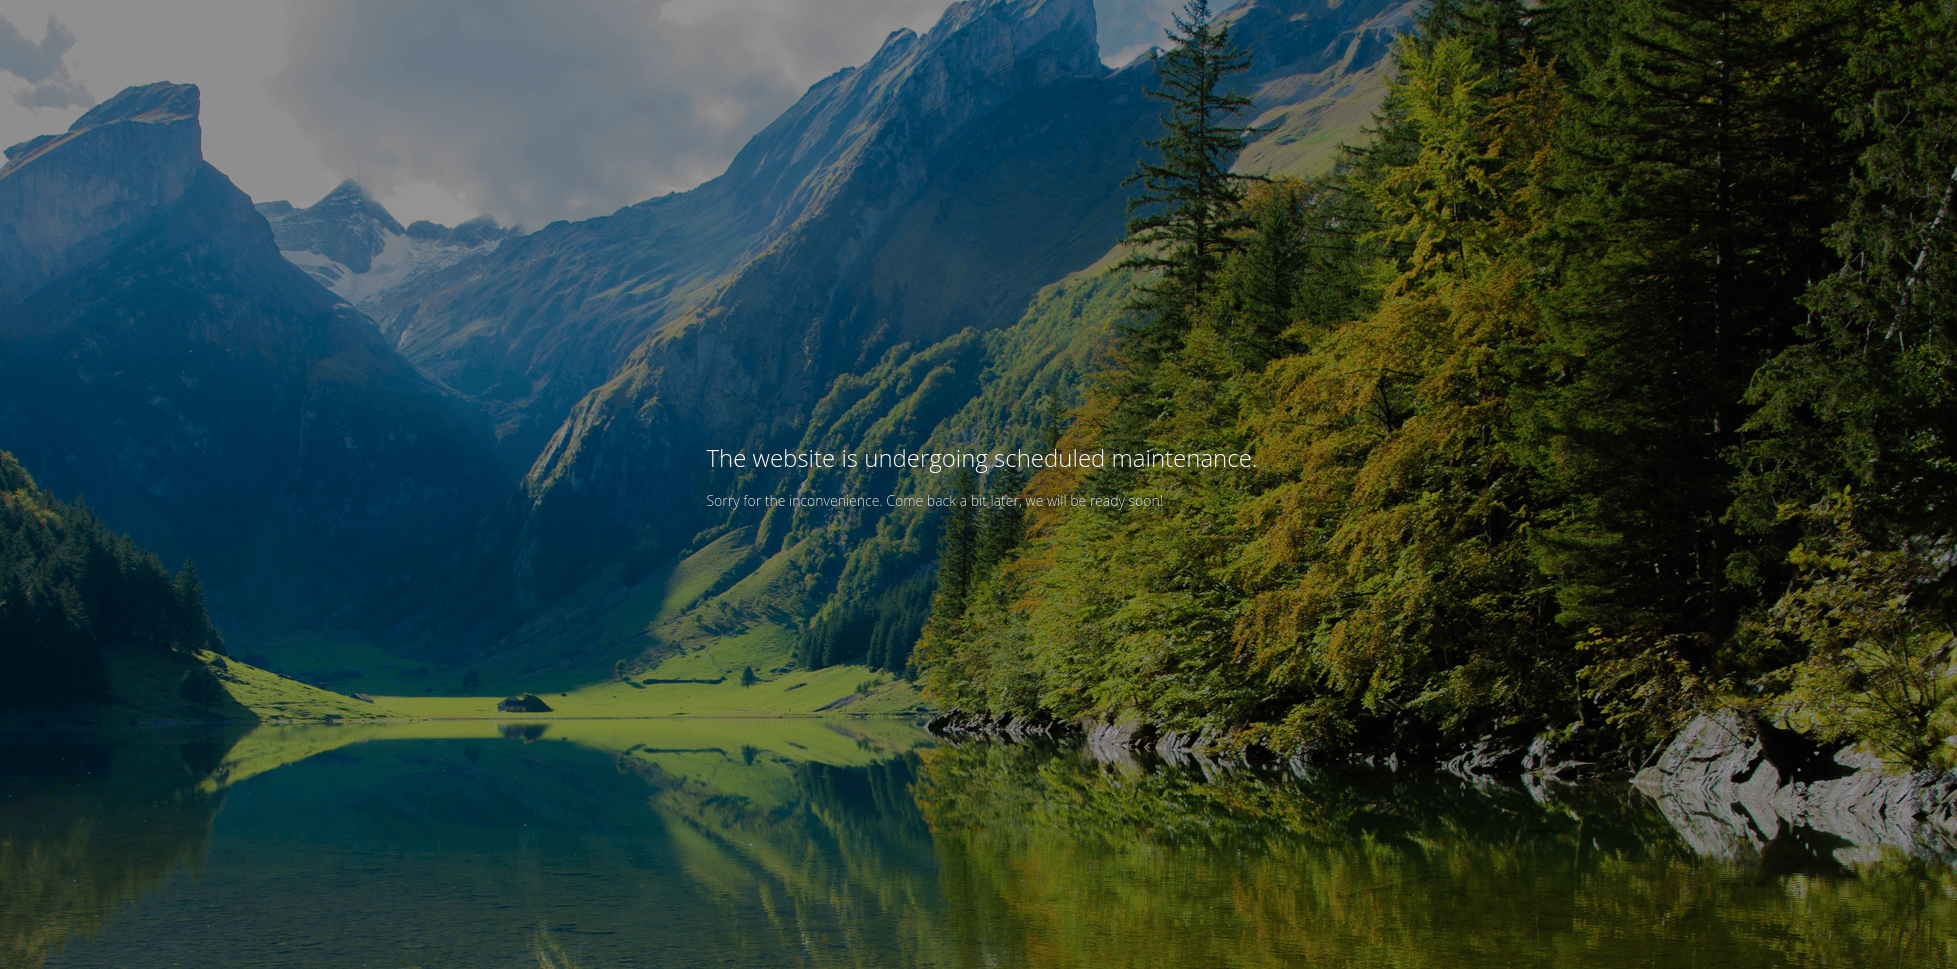 The website is undergoing scheduled maintenance.
Sorry for the inconvenience. Come back a bit later, we will be ready soon!